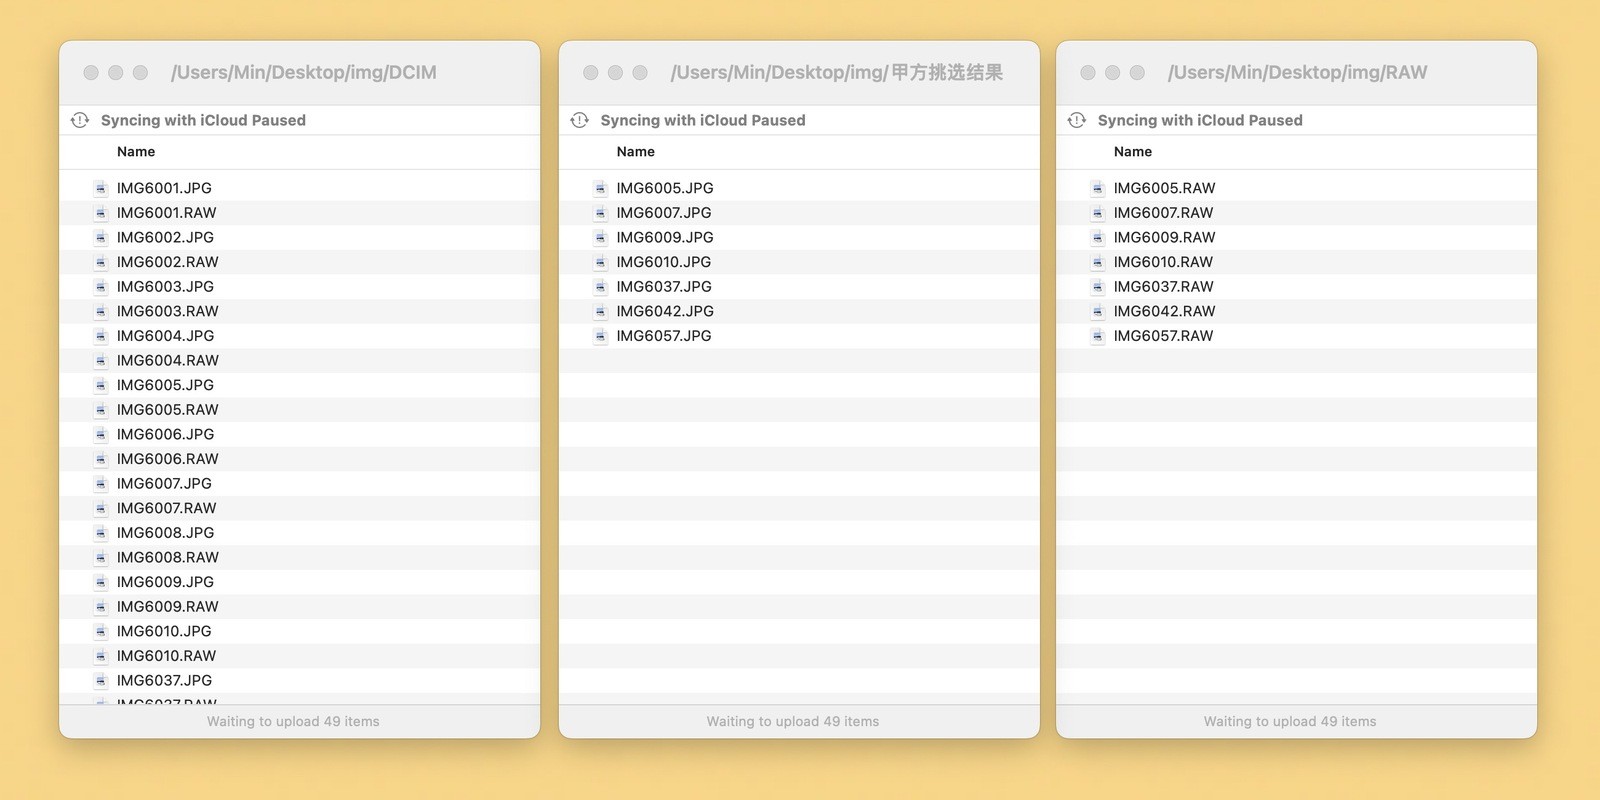 /Users/Min/Desktop/img/DCIM
Syncing with iCloud Paused
Name
IMG6001.JPG
IMG6001.RAW
IMG6002.JPG
IMG6002.RAW
IMG6003.JPG
IMG6003.RAW
IMG6004.JPG
IMG6004.RAW
IMG6005.JPG
IMG6005.RAW
IMG6006.JPG
IMG6006.RAW
IMG6007.JPG
IMG6007.RAW
IMG6008.JPG
IMG6008.RAW
IMG6009.JPG
IMG6009.RAW
IMG6010.JPG
IMG6010.RAW
IMG6037.JPG
IMG6037.RAW
Waiting to upload 49 items
/Users/Min/Desktop/img/甲方挑选结果
Syncing with iCloud Paused
Name
IMG6005.JPG
IMG6007.JPG
IMG6009.JPG
IMG6010.JPG
IMG6037.JPG
IMG6042.JPG
IMG6057.JPG
Waiting to upload 49 items
/Users/Min/Desktop/img/RAW
Syncing with iCloud Paused
Name
IMG6005.RAW
IMG6007.RAW
IMG6009.RAW
IMG6010.RAW
IMG6037.RAW
IMG6042.RAW
IMG6057.RAW
Waiting to upload 49 items